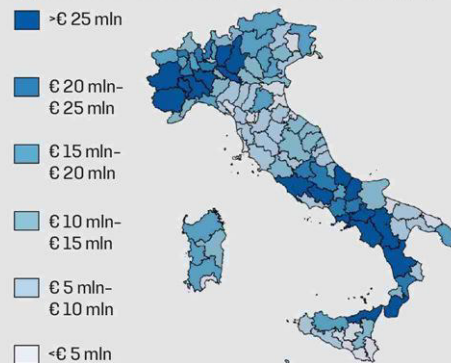 >€ 25 mln
€ 20 mln–
€ 25 mln
€ 15 mln–
€ 20 mln
€ 10 mln–
€ 15 mln
€ 5 mln–
€ 10 mln
<€ 5 mln